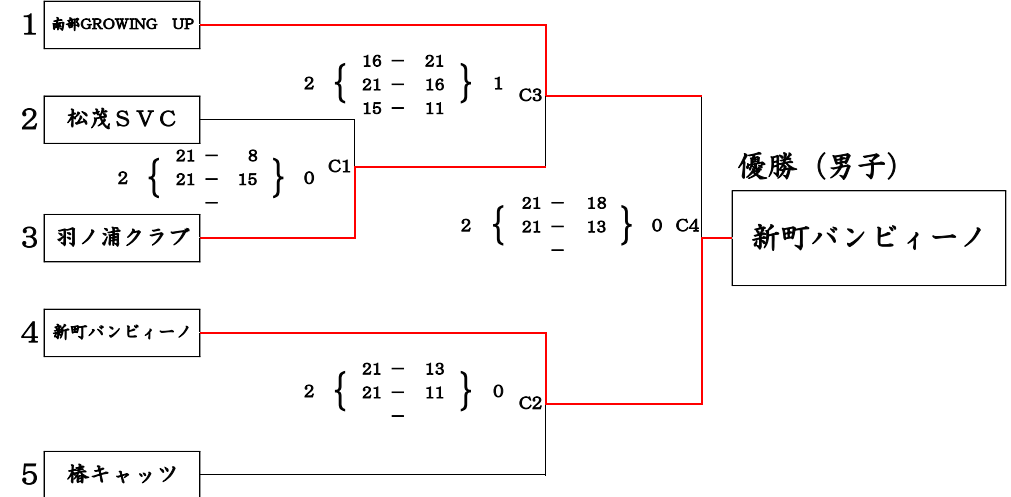 1 南部GROWING UP
16 － 21
2 { 21 － 16 } 1
15 － 11
C3
2 松茂ＳＶＣ
21 － 8
2 { 21 － 15 } 0
－
C1
優勝（男子）
3 羽ノ浦クラブ
21 － 18
2 { 21 － 13 } 0 C4
－
新町バンビィーノ
4 新町バンビィーノ
21 － 13
2 { 21 － 11 } 0
－
C2
5 椿キャッツ